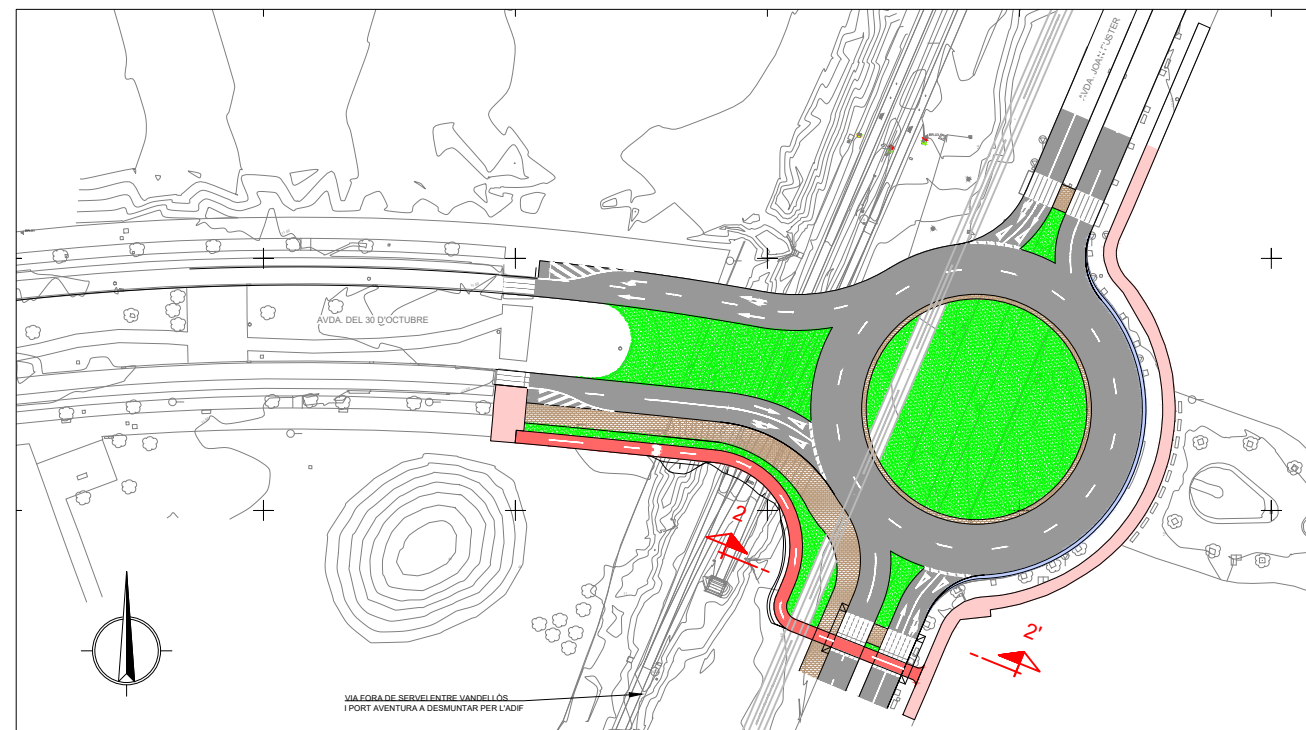 AVDA. JOAN FUSTER
AVDA. DEL 30 D'OCTUBRE
2
2'
VIA FORA DE SERVEI ENTRE VANDELLÒS
I PORT AVENTURA A DESMUNTAR PER L'ADIF